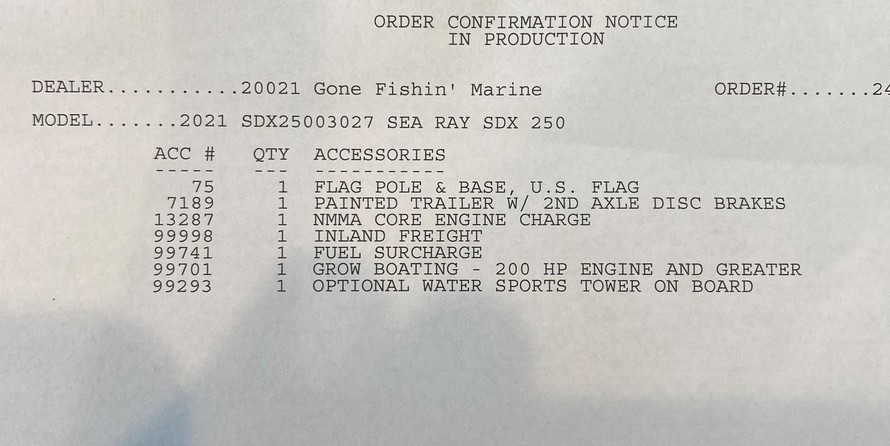 ORDER CONFIRMATION NOTICE
IN PRODUCTION
DEALER...........20021 Gone Fishin' Marine ORDER#.......24
MODEL.......2021 SDX25003027 SEA RAY SDX 250
ACC # QTY ACCESSORIES
----- --- -----------
75 1 FLAG POLE & BASE, U.S. FLAG
7189 1 PAINTED TRAILER W/ 2ND AXLE DISC BRAKES
13287 1 NMMA CORE ENGINE CHARGE
99998 1 INLAND FREIGHT
99741 1 FUEL SURCHARGE
99701 1 GROW BOATING - 200 HP ENGINE AND GREATER
99293 1 OPTIONAL WATER SPORTS TOWER ON BOARD